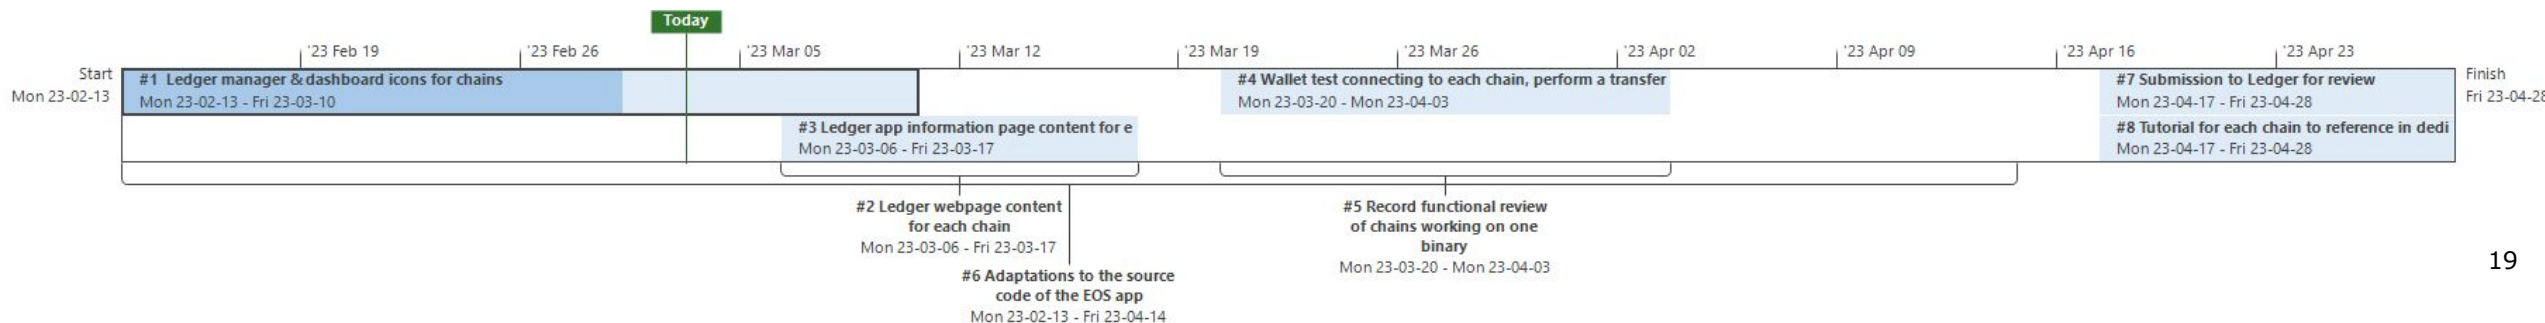 Today
'23 Feb 19
'23 Feb 26
'23 Mar 05
'23 Mar 12
'23 Mar 19
'23 Mar 26
'23 Apr 02
'23 Apr 09
'23 Apr 16
'23 Apr 23
Start
Mon 23-02-13
#1 Ledger manager & dashboard icons for chains
Mon 23-02-13 - Fri 23-03-10
#4 Wallet test connecting to each chain, perform a transfer
Mon 23-03-20 - Mon 23-04-03
#7 Submission to Ledger for review
Mon 23-04-17 - Fri 23-04-28
Finish
Fri 23-04-28
#3 Ledger app information page content for e
Mon 23-03-06 - Fri 23-03-17
#8 Tutorial for each chain to reference in dedi
Mon 23-04-17 - Fri 23-04-28
#2 Ledger webpage content
for each chain
Mon 23-03-06 - Fri 23-03-17
#5 Record functional review
of chains working on one
binary
Mon 23-03-20 - Mon 23-04-03
#6 Adaptations to the source
code of the EOS app
Mon 23-02-13 - Fri 23-04-14
19